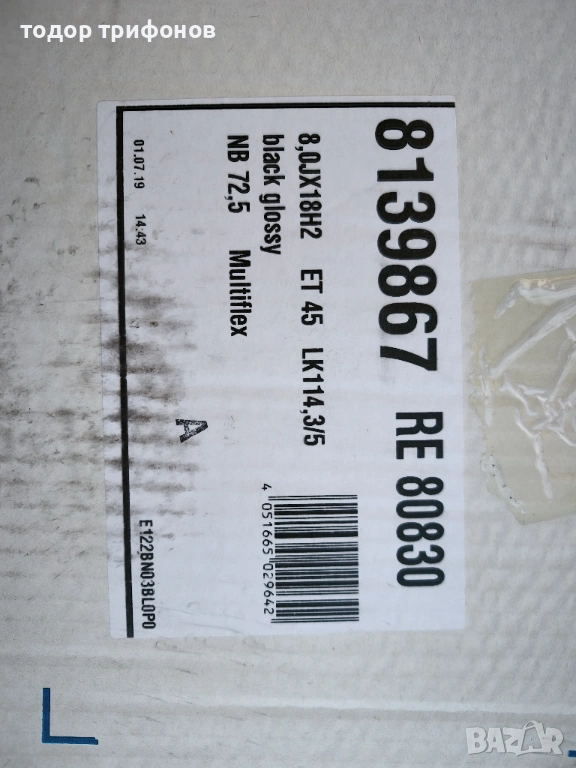 тодор трифонов
8139867 RE 80830
8,0JX18H2 ET 45 LK114,3/5
black glossy
NB 72,5 Multiflex
A
4 051665 029642
01.07.19 14:43
E122BN03BL0P0
BAZAR